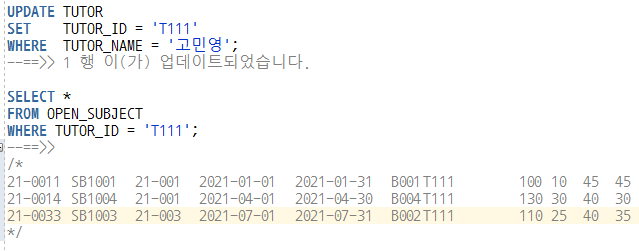 UPDATE TUTOR
SET TUTOR_ID = 'T111'
WHERE TUTOR_NAME = '고민영';
--==>> 1 행 이(가) 업데이트되었습니다.
SELECT *
FROM OPEN_SUBJECT
WHERE TUTOR_ID = 'T111';
--==>>
/*
21-0011 SB1001 21-001 2021-01-01 2021-01-31 B001 T111 100 10 45 45
21-0014 SB1004 21-001 2021-04-01 2021-04-30 B004 T111 130 30 40 30
21-0033 SB1003 21-003 2021-07-01 2021-07-31 B002 T111 110 25 40 35
*/